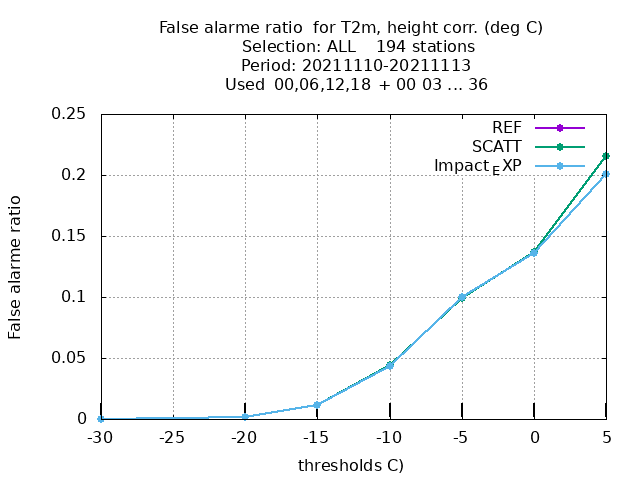 False alarme ratio  for T2m, height corr. (deg C)
Selection: ALL    194 stations
Period: 20211110-20211113
Used  00,06,12,18  + 00 03 ... 36
REF
SCATT
Impact_EXP
False alarme ratio
0.25
0.2
0.15
0.1
0.05
0
-30 -25 -20 -15 -10 -5 0 5
thresholds C)